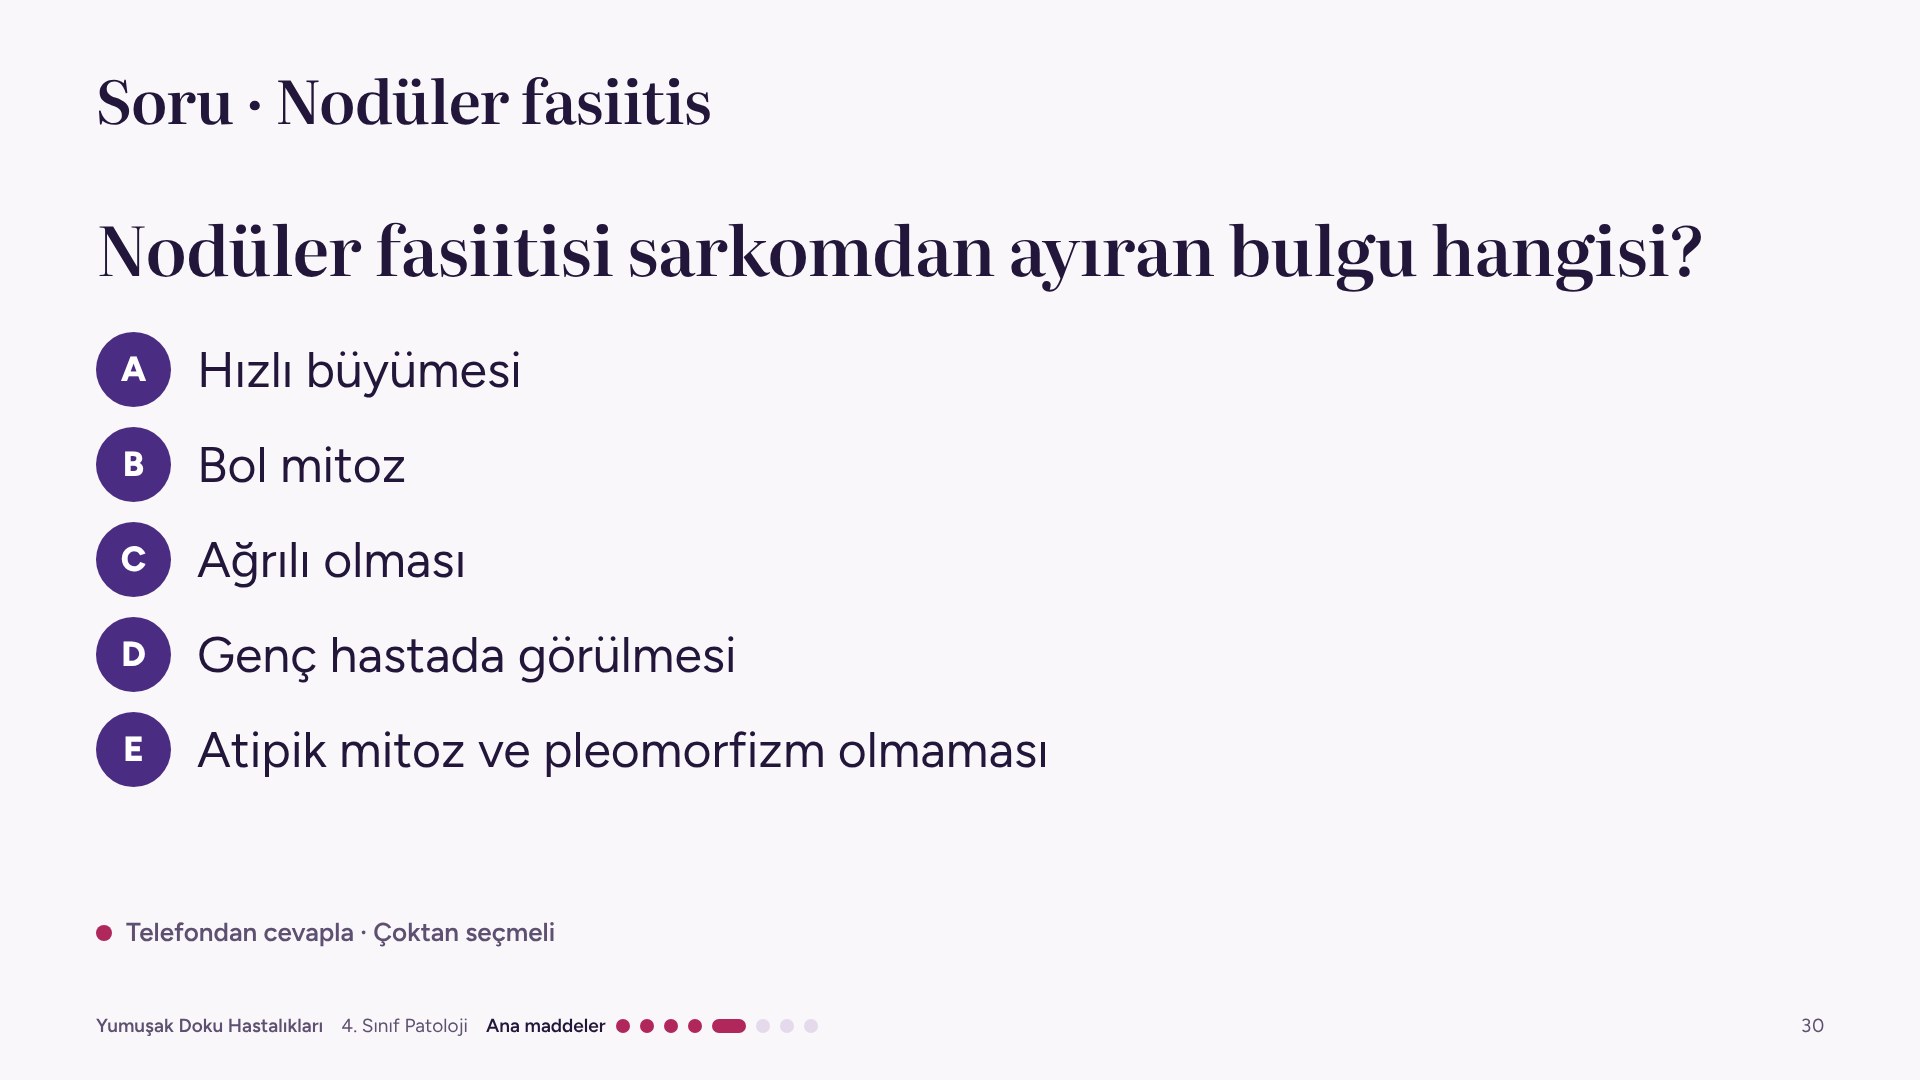 Soru · Nodüler fasiitis
Nodüler fasiitisi sarkomdan ayıran bulgu hangisi?
A Hızlı büyümesi
B Bol mitoz
C Ağrılı olması
D Genç hastada görülmesi
E Atipik mitoz ve pleomorfizm olmaması
Telefondan cevapla · Çoktan seçmeli
Yumuşak Doku Hastalıkları 4. Sınıf Patoloji Ana maddeler 30